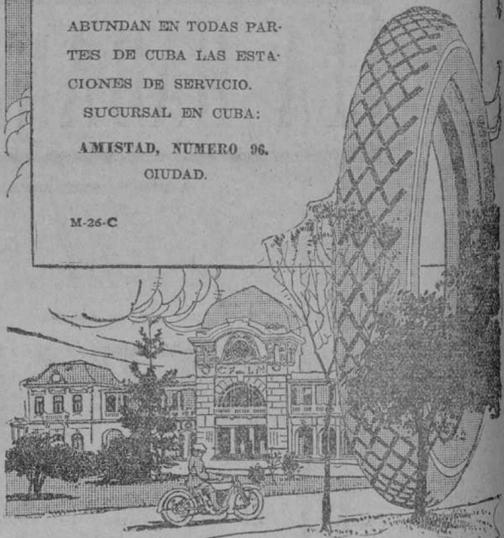 ABUNDAN EN TODAS PAR-
TES DE CUBA LAS ESTA-
CIONES DE SERVICIO.
SUCURSAL EN CUBA:
AMISTAD, NUMERO 96.
CIUDAD.
M-26-C